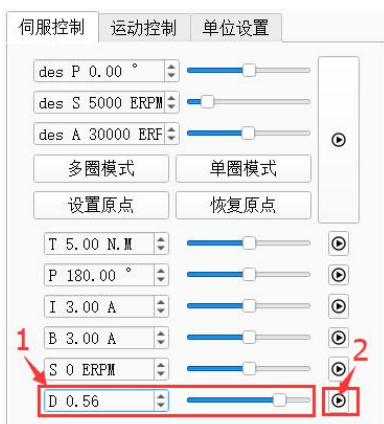 伺服控制 运动控制 单位设置
des P 0.00 °
des S 5000 ERPM
des A 30000 ERF
多圈模式 单圈模式
设置原点 恢复原点
T 5.00 N.M
P 180.00 °
I 3.00 A
B 3.00 A
1 2
S 0 ERPM
D 0.56